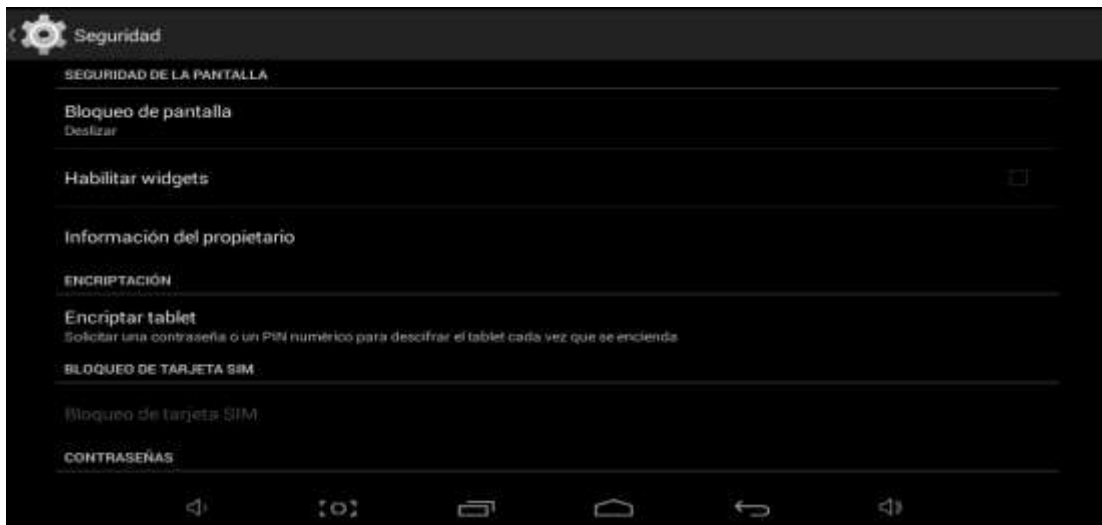 Seguridad
SEGURIDAD DE LA PANTALLA
Bloqueo de pantalla
Deslizar
Habilitar widgets
Información del propietario
ENCRIPTACIÓN
Encriptar tablet
Solicitar una contraseña o un PIN numérico para descifrar el tablet cada vez que se encienda
BLOQUEO DE TARJETA SIM
Bloqueo de tarjeta SIM
CONTRASEÑAS